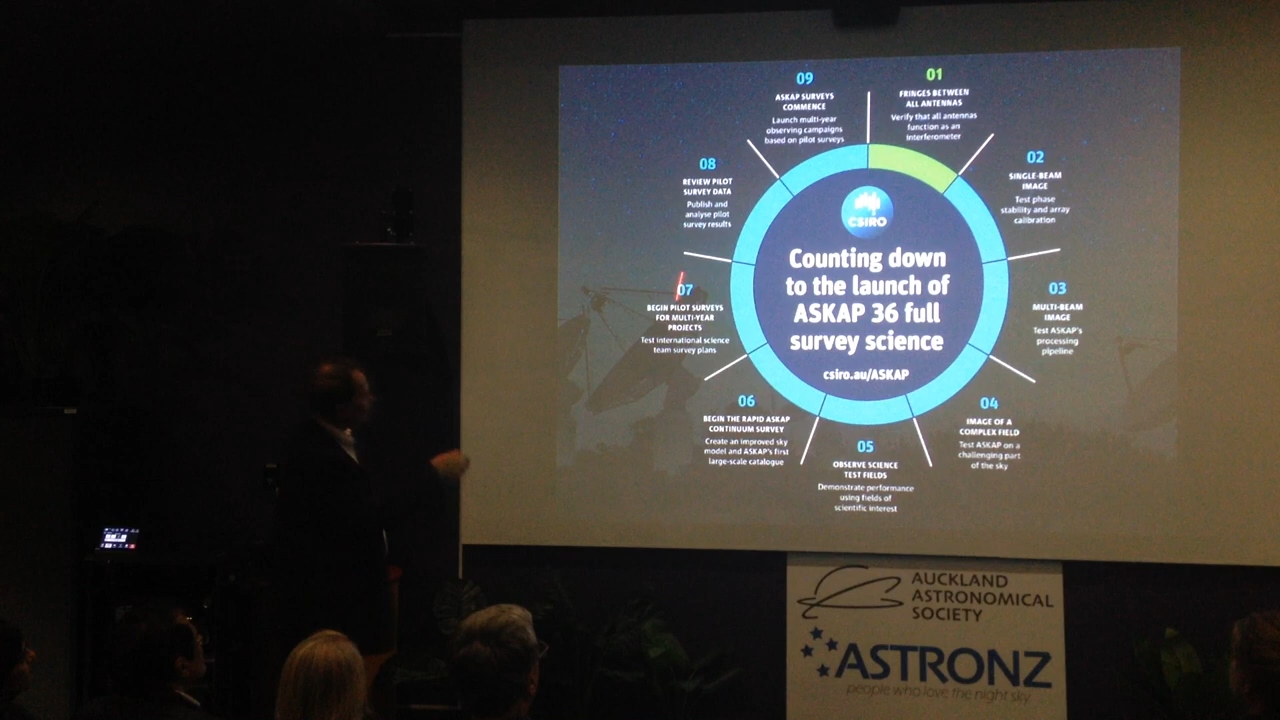 09
ASKAP SURVEYS
COMMENCE
Launch multi-year
observing campaigns
based on pilot surveys
01
FRINGES BETWEEN
ALL ANTENNAS
Verify that all antennas
function as an
interferometer
02
SINGLE-BEAM
IMAGE
Test phase
stability and array
calibration
03
MULTI-BEAM
IMAGE
Test ASKAP's
processing
pipeline
04
IMAGE OF A
COMPLEX FIELD
Test ASKAP on a
challenging part
of the sky
05
OBSERVE SCIENCE
TEST FIELDS
Demonstrate performance
using fields of
scientific interest
06
BEGIN THE RAPID ASKAP
CONTINUUM SURVEY
Create an improved sky
model and ASKAP's first
large-scale catalogue
07
BEGIN PILOT SURVEYS
FOR MULTI-YEAR
PROJECTS
Test international science
team survey plans
08
REVIEW PILOT
SURVEY DATA
Publish and
analyse pilot
survey results
CSIRO
Counting down
to the launch of
ASKAP 36 full
survey science
csiro.au/ASKAP
AUCKLAND
ASTRONOMICAL
SOCIETY
ASTRONZ
people who love the night sky